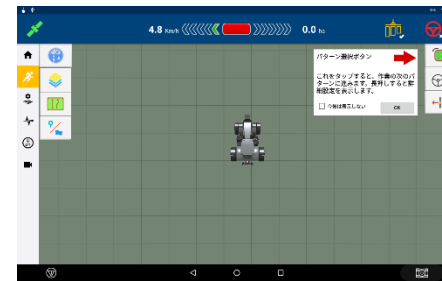 4.8 Km/h
0.0 ha
パターン選択ボタン
これをタップすると、作業の次のパ
ターンに進みます。長押しすると詳
細設定を表示します。
今後は表示しない
OK